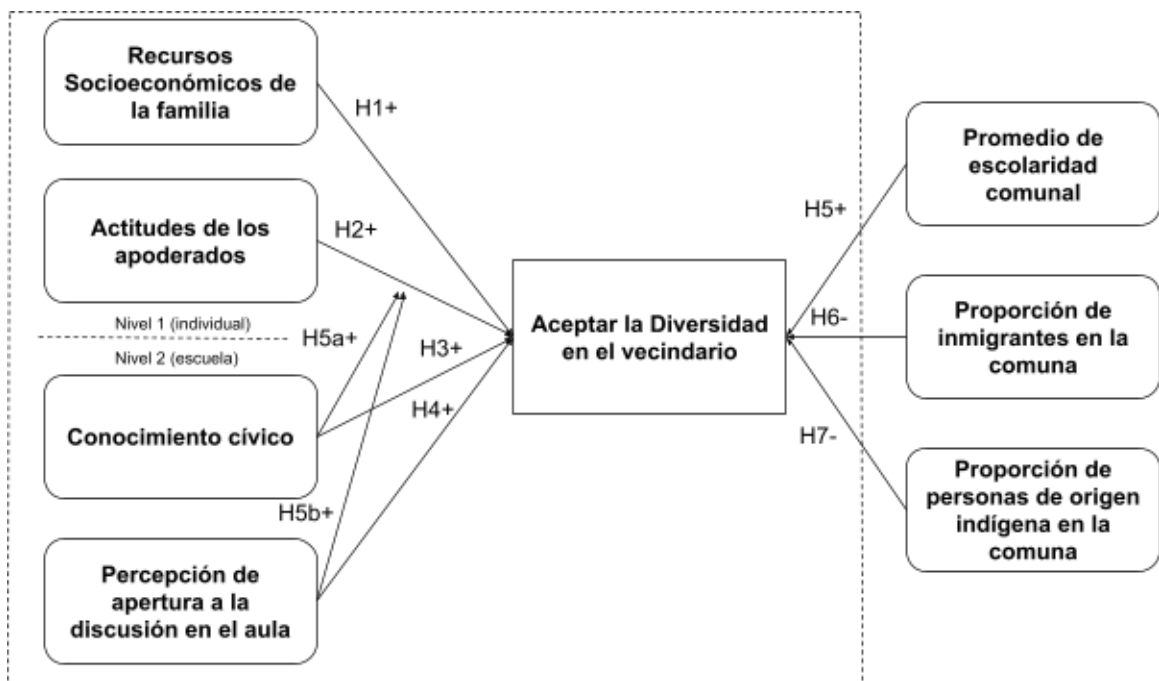 Recursos
Socioeconómicos de
la familia
H1+
Actitudes de los
apoderados
H2+
Nivel 1 (individual)
Nivel 2 (escuela)
H5a+
H3+
Conocimiento cívico
H4+
H5b+
Percepción de
apertura a la
discusión en el aula
Aceptar la Diversidad
en el vecindario
H5+
Promedio de
escolaridad
comunal
H6-
Proporción de
inmigrantes en la
comuna
H7-
Proporción de
personas de origen
indígena en la
comuna